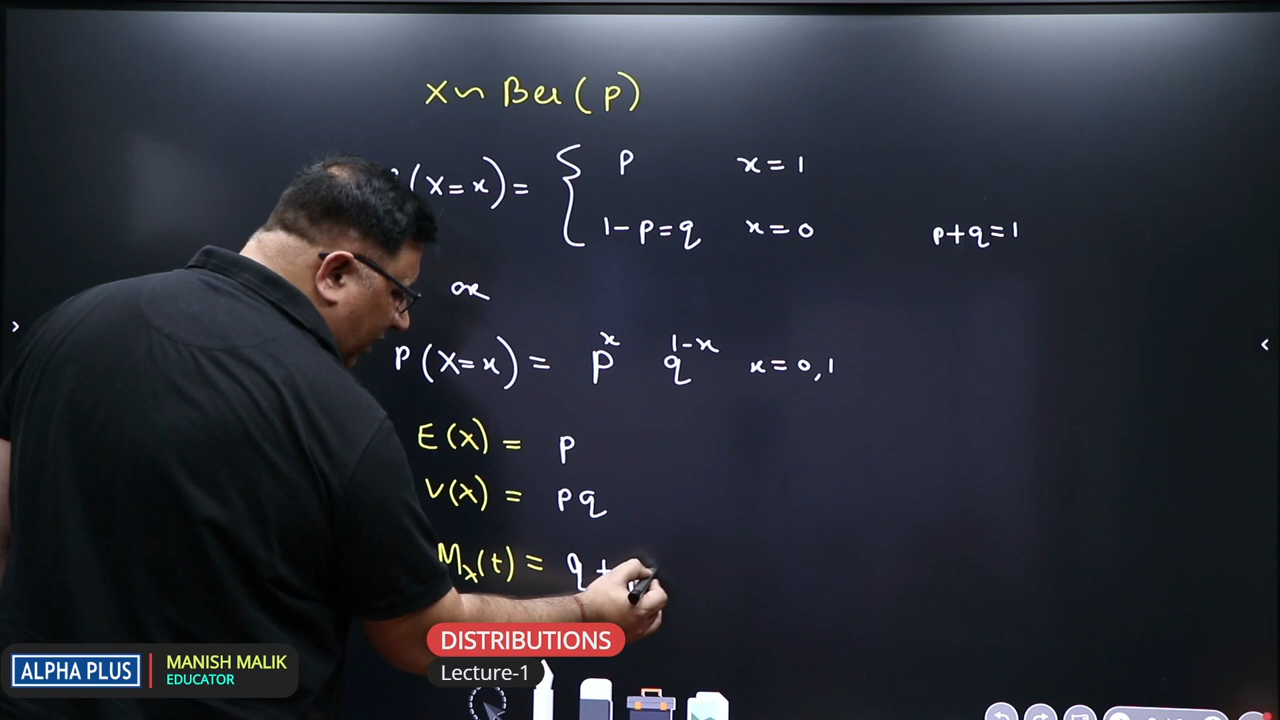 X ~ Ber(p)
(X=x) = { p x=1
1-p=q x=0 p+q=1
or
P(X=x) = p^x q^(1-x) x=0,1
E(X) = p
V(X) = pq
M_X(t) = q +
DISTRIBUTIONS
Lecture-1
ALPHA PLUS
MANISH MALIK
EDUCATOR